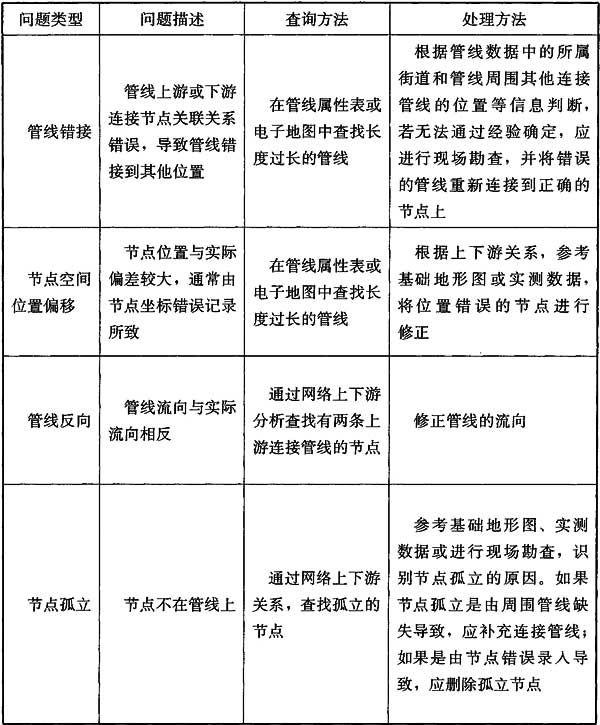 问题类型 问题描述 查询方法 处理方法
管线错接
管线上游或下游
连接节点关联关系
错误，导致管线错
接到其他位置
在管线属性表或
电子地图中查找长
度过长的管线
根据管线数据中的所属
街道和管线周围其他连接
管线的位置等信息判断，
若无法通过经验确定，应
进行现场勘查，并将错误
的管线重新连接到正确的
节点上
节点空间
位置偏移
节点位置与实际
偏差较大，通常由
节点坐标错误记录
所致
在管线属性表或
电子地图中查找长
度过长的管线
根据上下游关系，参考
基础地形图或实测数据，
将位置错误的节点进行
修正
管线反向
管线流向与实际
流向相反
通过网络上下游
分析查找有两条上
游连接管线的节点
修正管线的流向
节点孤立
节点不在管线上
通过网络上下游
关系，查找孤立的
节点
参考基础地形图、实测
数据或进行现场勘查，识
别节点孤立的原因。如果
节点孤立是由周围管线缺
失导致，应补充连接管线；
如果是由节点错误录人导
致，应删除孤立节点